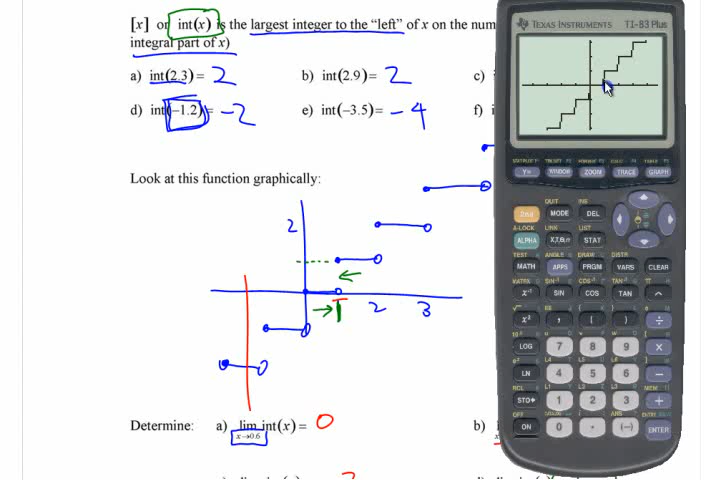 [x] or int(x) is the largest integer to the "left" of x on the num
integral part of x)
a) int(2.3)= 2 b) int(2.9)= 2 c)
d) int(−1.2)= −2 e) int(−3.5)= −4 f)
Look at this function graphically:
2
1 2 3
Determine: a) lim int(x) = 0 b)
x→0.6
TEXAS INSTRUMENTS TI-83 Plus
Y= WINDOW ZOOM TRACE GRAPH
QUIT INS
2nd MODE DEL
A-LOCK LINK LIST
ALPHA X,T,θ,n STAT
TEST ANGLE DRAW DISTR
MATH APPS PRGM VARS CLEAR
MATRIX SIN⁻¹ COS⁻¹ TAN⁻¹
x⁻¹ SIN COS TAN ^
x² , ( ) ÷
LOG 7 8 9 ×
LN 4 5 6 −
RCL
STO▸ 1 2 3 +
OFF
ON 0 . (−) ENTER